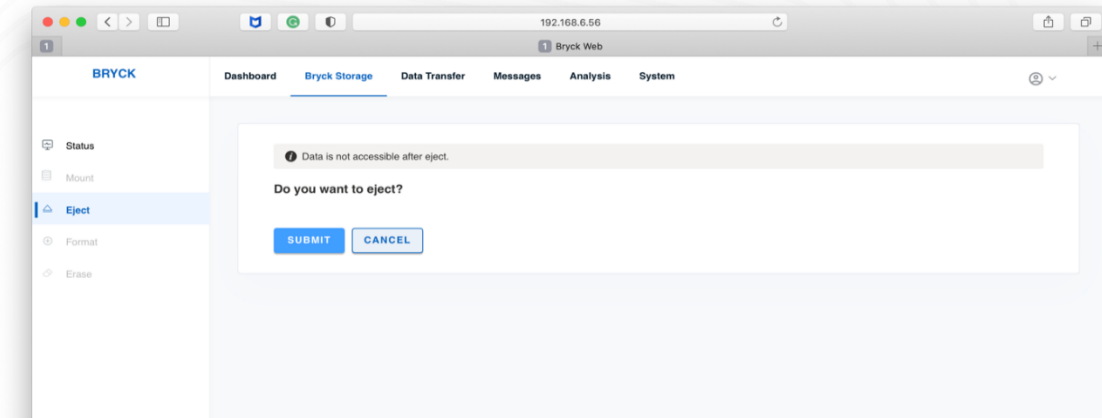 192.168.6.56
1
1 Bryck Web
BRYCK
Dashboard Bryck Storage Data Transfer Messages Analysis System
Status
Mount
Eject
Format
Erase
Data is not accessible after eject.
Do you want to eject?
SUBMIT CANCEL